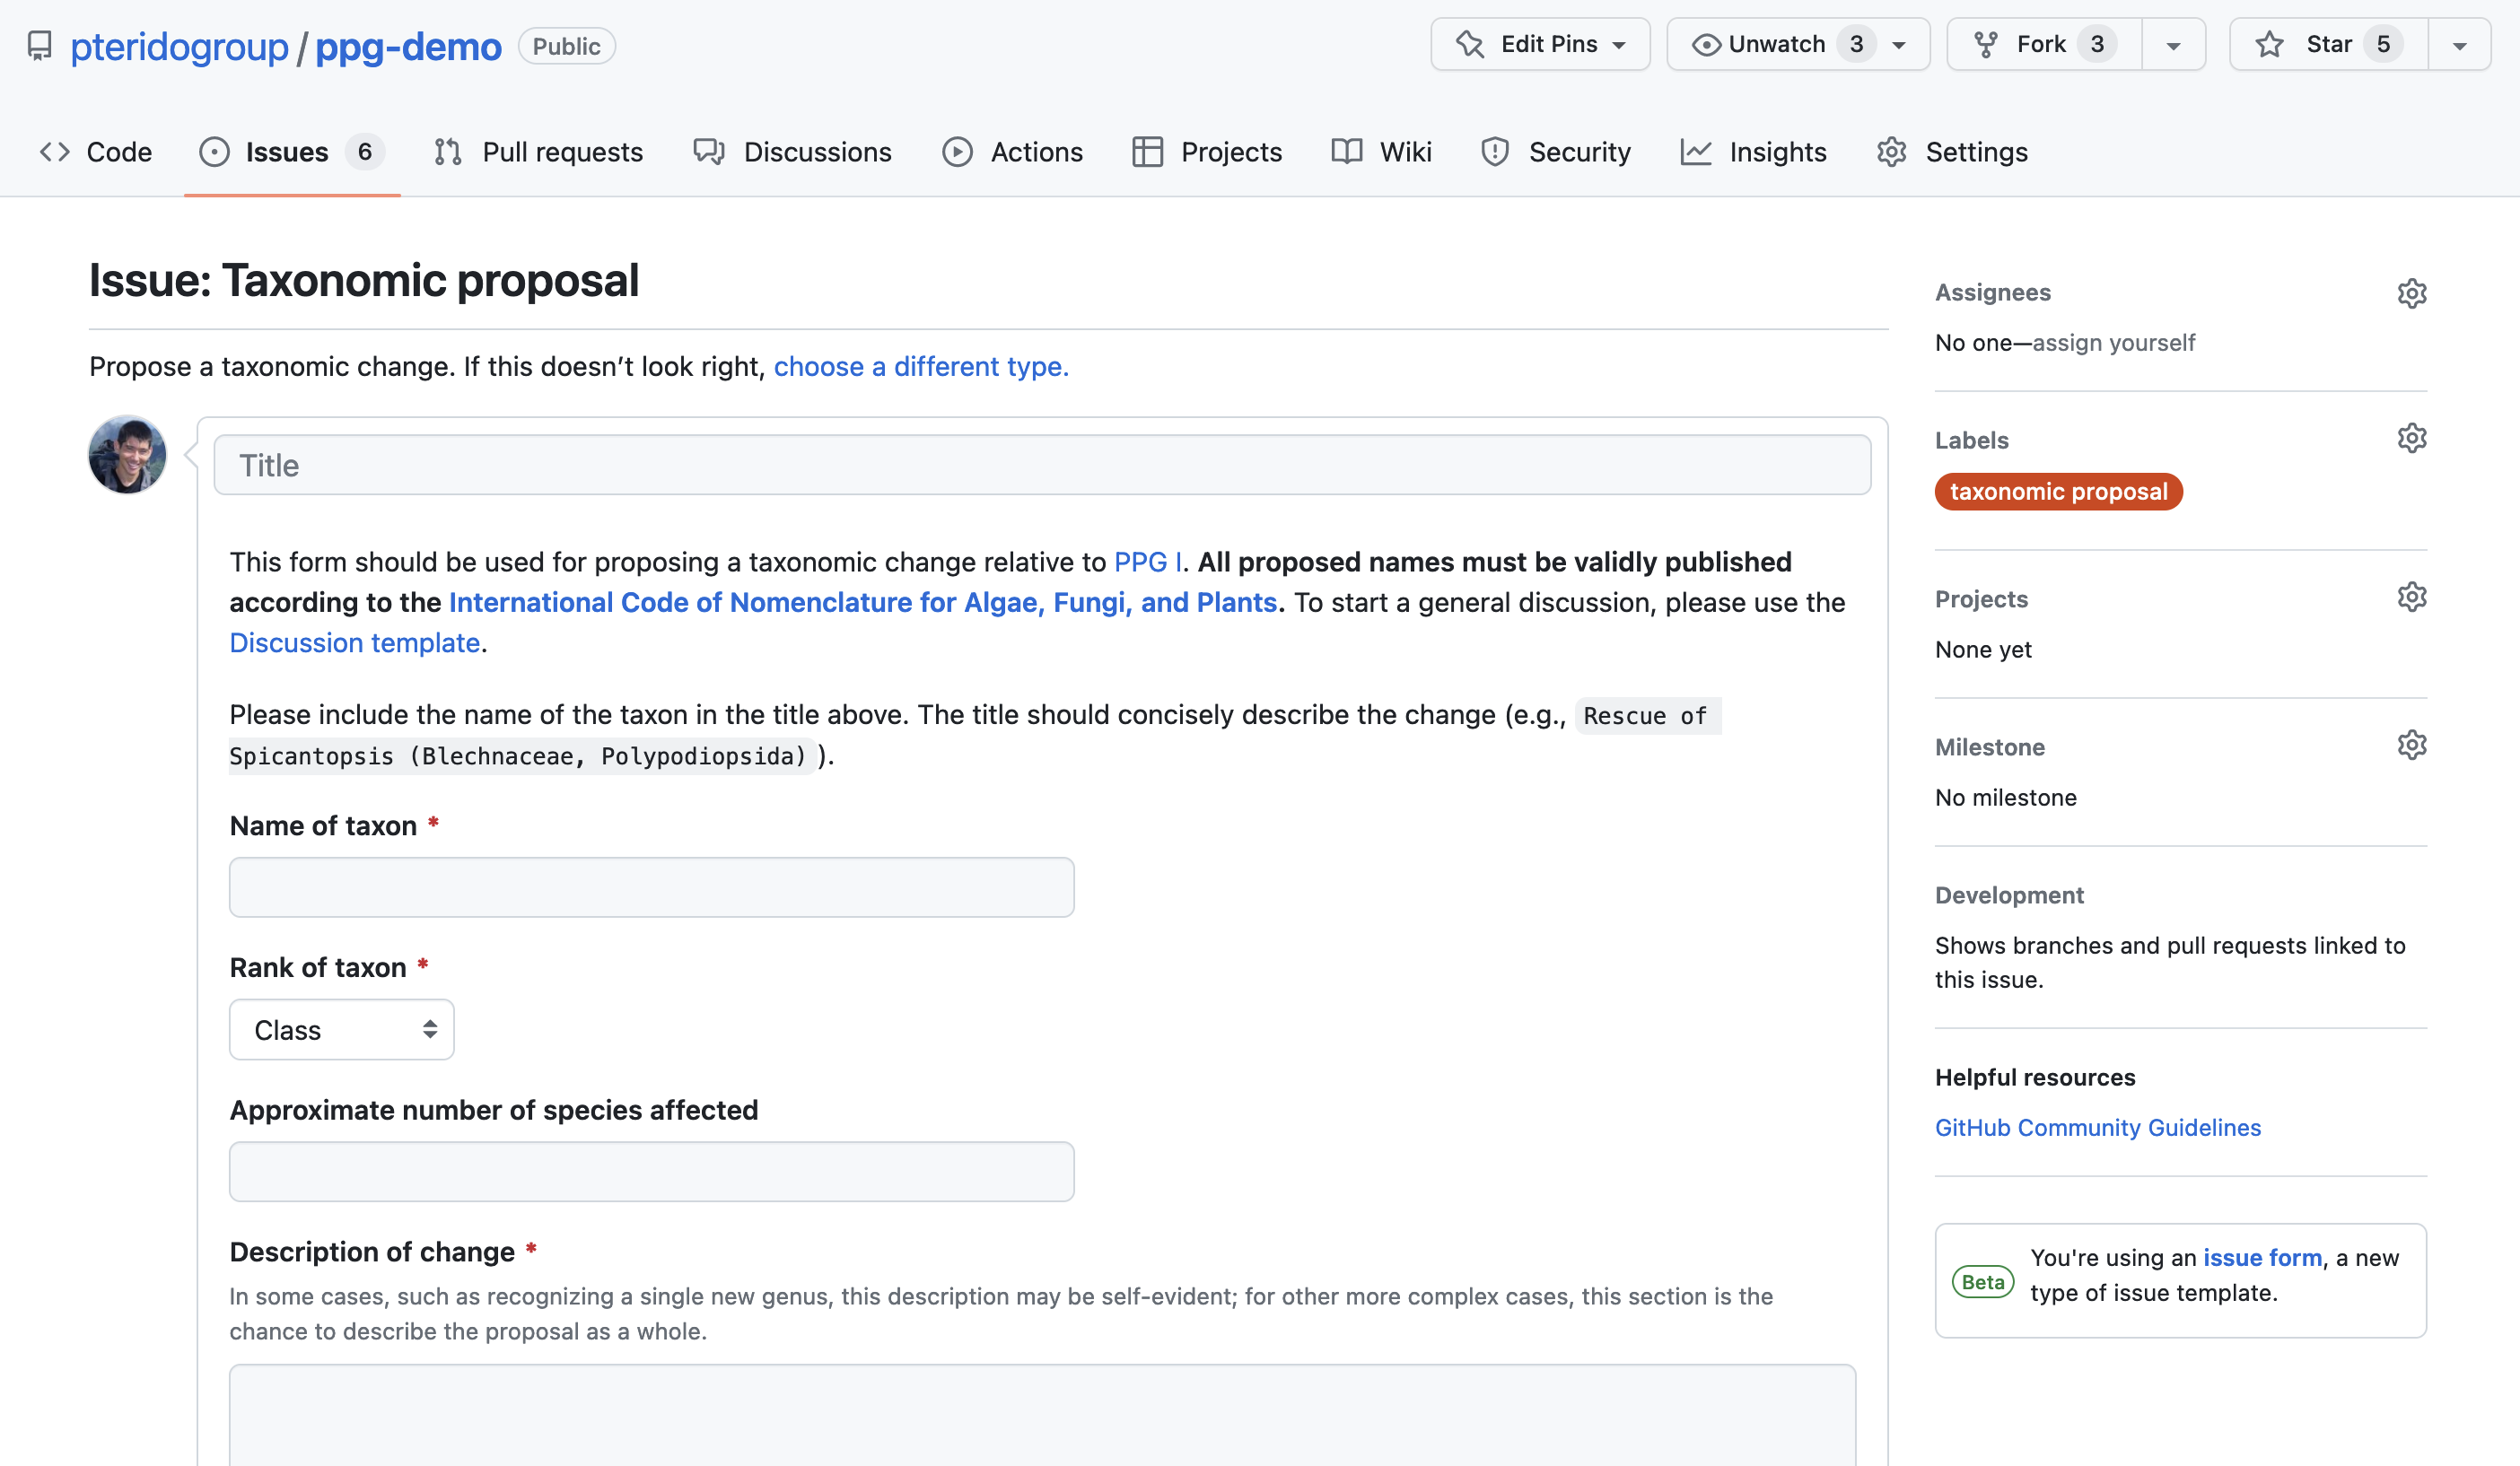 pteridogroup / ppg-demo Public
Edit Pins Unwatch 3 Fork 3 Star 5
Code Issues 6 Pull requests Discussions Actions Projects Wiki Security Insights Settings
Issue: Taxonomic proposal
Propose a taxonomic change. If this doesn’t look right, choose a different type.
Title
This form should be used for proposing a taxonomic change relative to PPG I. All proposed names must be validly published
according to the International Code of Nomenclature for Algae, Fungi, and Plants. To start a general discussion, please use the
Discussion template.
Please include the name of the taxon in the title above. The title should concisely describe the change (e.g., Rescue of
Spicantopsis (Blechnaceae, Polypodiopsida) ).
Name of taxon *
Rank of taxon *
Class
Approximate number of species affected
Description of change *
In some cases, such as recognizing a single new genus, this description may be self-evident; for other more complex cases, this section is the
chance to describe the proposal as a whole.
Assignees
No one—assign yourself
Labels
taxonomic proposal
Projects
None yet
Milestone
No milestone
Development
Shows branches and pull requests linked to
this issue.
Helpful resources
GitHub Community Guidelines
Beta
You're using an issue form, a new
type of issue template.